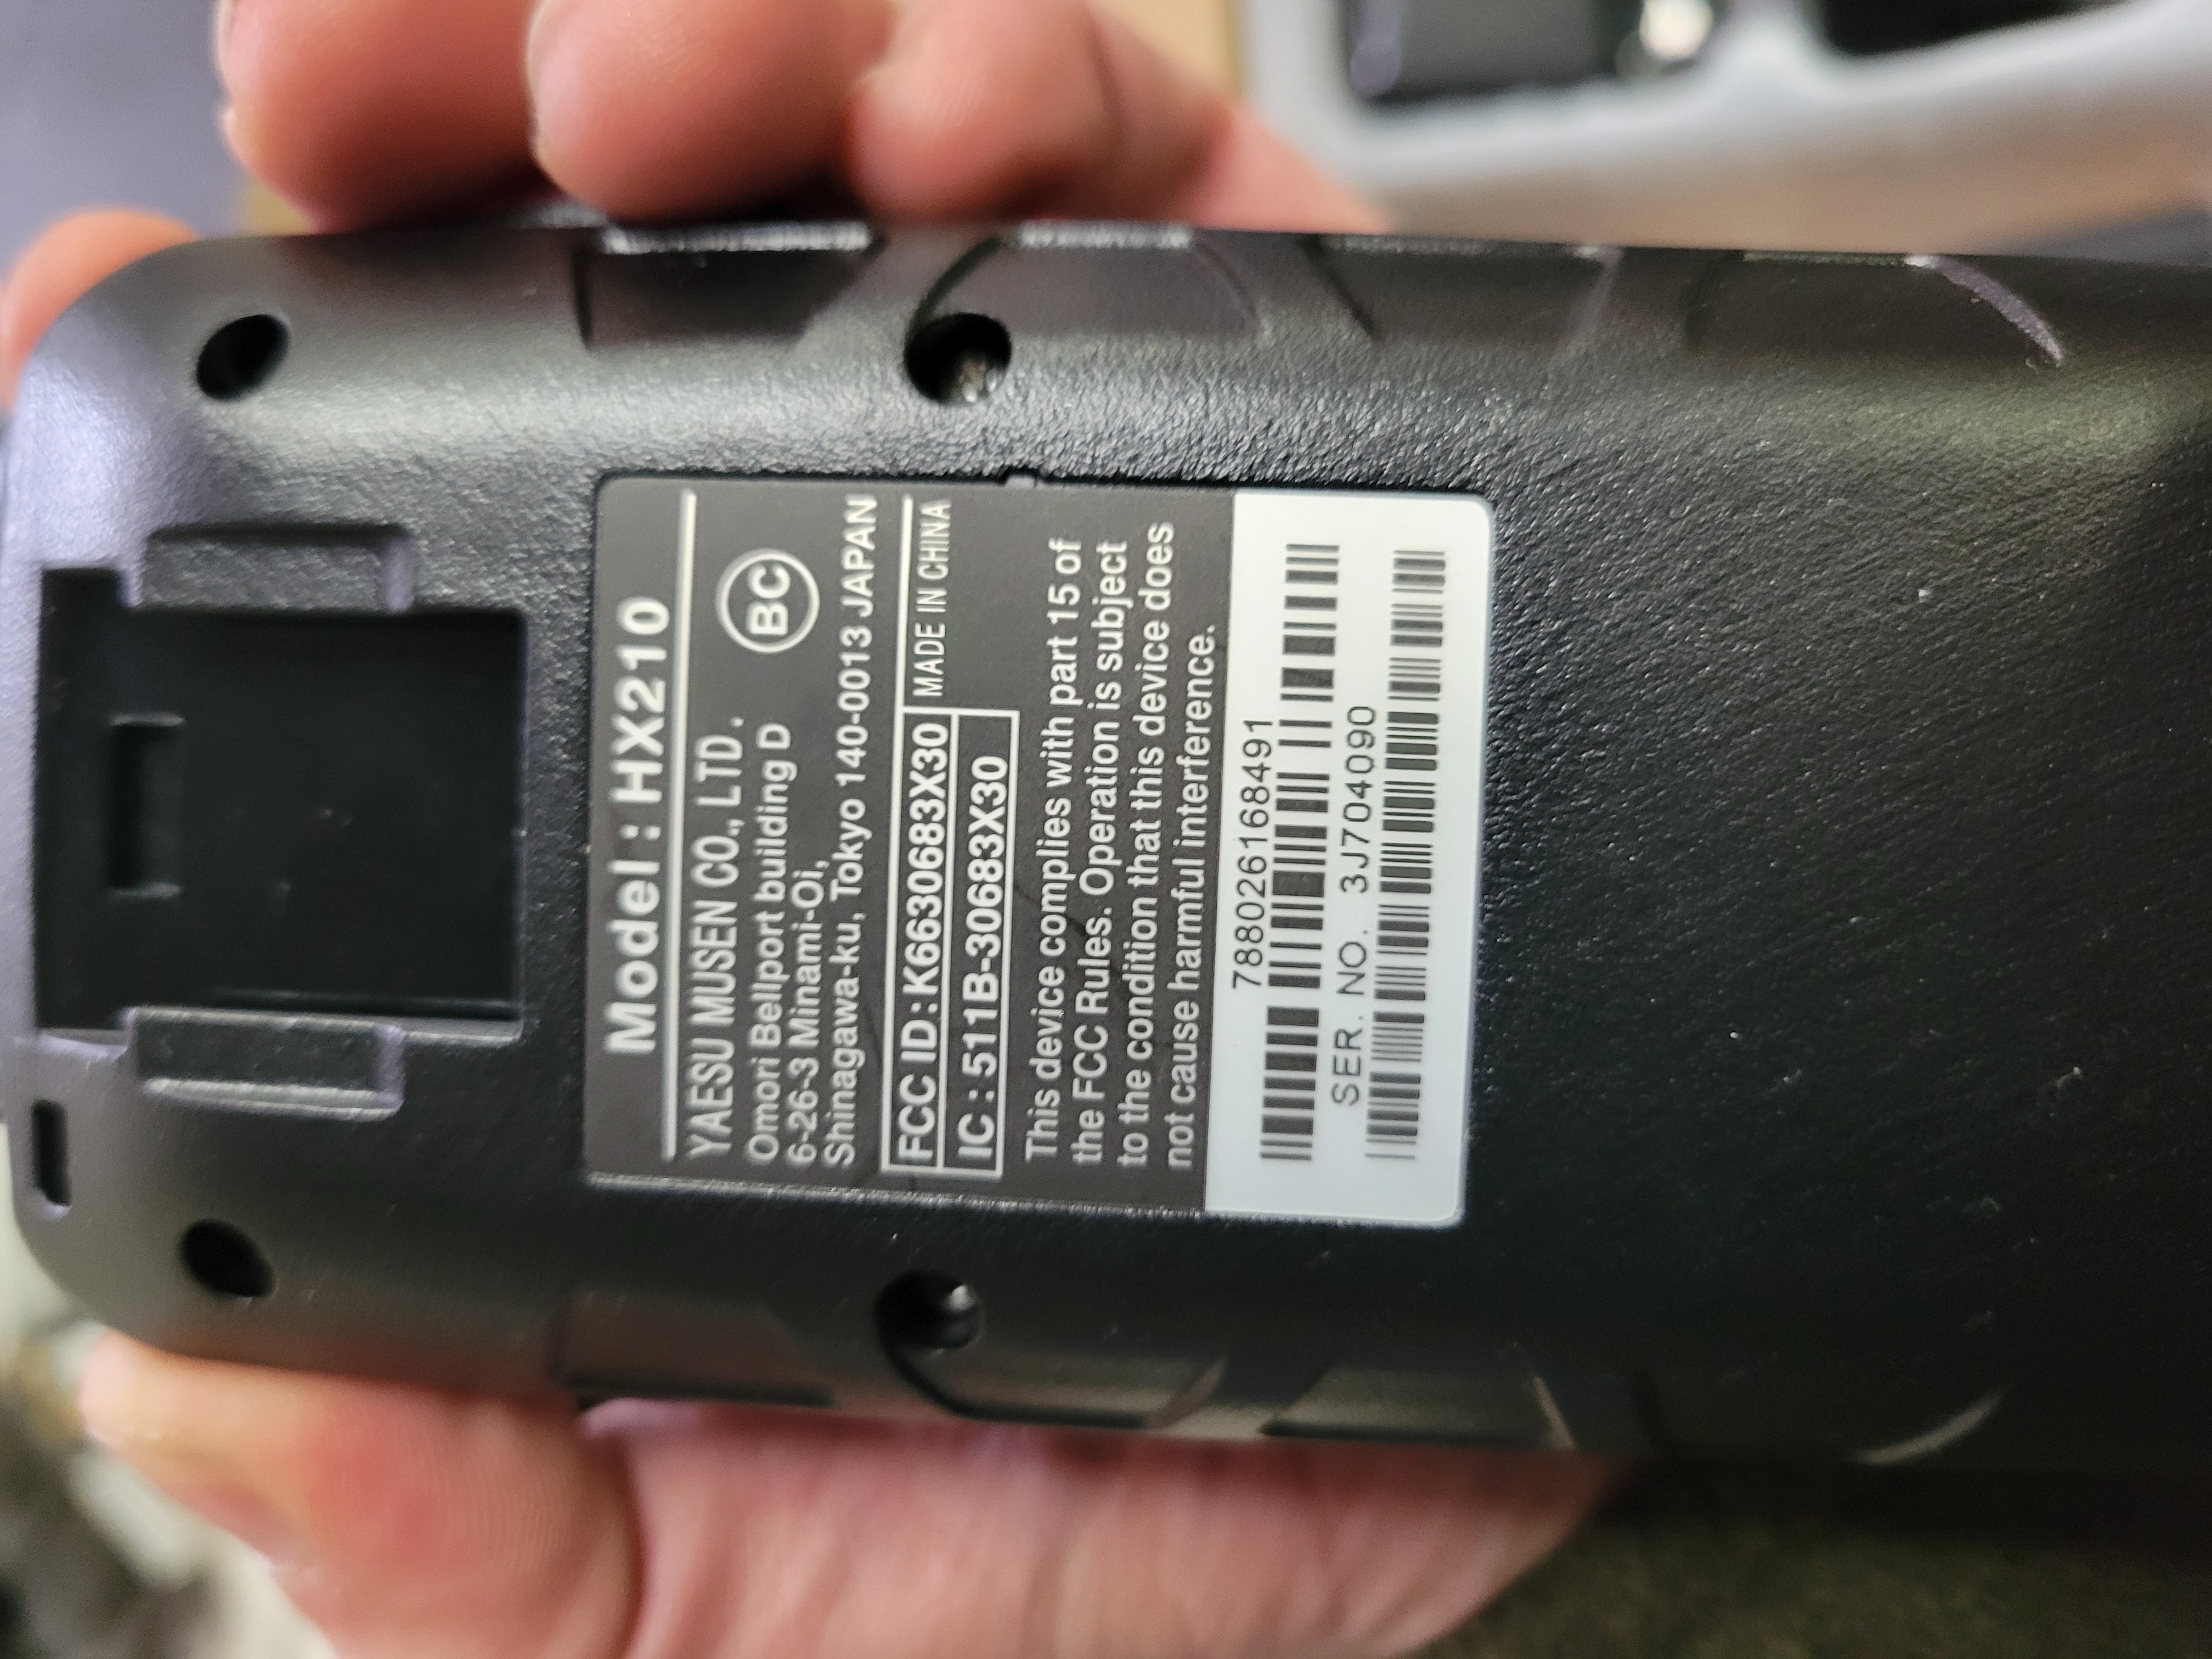 Model : HX210
YAESU MUSEN CO., LTD.
Omori Bellport building D
6-26-3 Minami-Oi,
Shinagawa-ku, Tokyo 140-0013 JAPAN
BC
FCC ID : K6630683X30
MADE IN CHINA
IC : 511B-30683X30
This device complies with part 15 of
the FCC Rules. Operation is subject
to the condition that this device does
not cause harmful interference.
788026168491
SER. NO. 3J704090